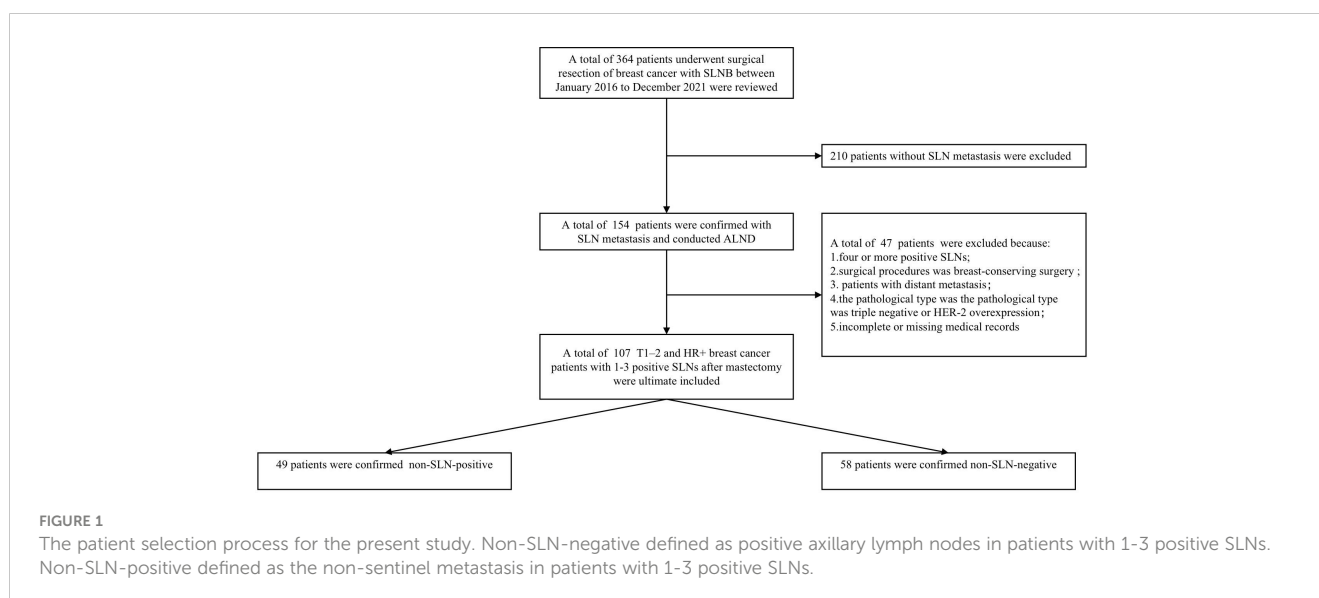 A total of 364 patients underwent surgical
resection of breast cancer with SLNB between
January 2016 to December 2021 were reviewed
210 patients without SLN metastasis were excluded
A total of 154 patients were confirmed with
SLN metastasis and conducted ALND
A total of 47 patients were excluded because:
1.four or more positive SLNs;
2.surgical procedures was breast-conserving surgery ;
3. patients with distant metastasis;
4.the pathological type was the pathological type
was triple negative or HER-2 overexpression;
5.incomplete or missing medical records
A total of 107 T1–2 and HR+ breast cancer
patients with 1-3 positive SLNs after mastectomy
were ultimate included
49 patients were confirmed non-SLN-positive
58 patients were confirmed non-SLN-negative
FIGURE 1
The patient selection process for the present study. Non-SLN-negative defined as positive axillary lymph nodes in patients with 1-3 positive SLNs.
Non-SLN-positive defined as the non-sentinel metastasis in patients with 1-3 positive SLNs.